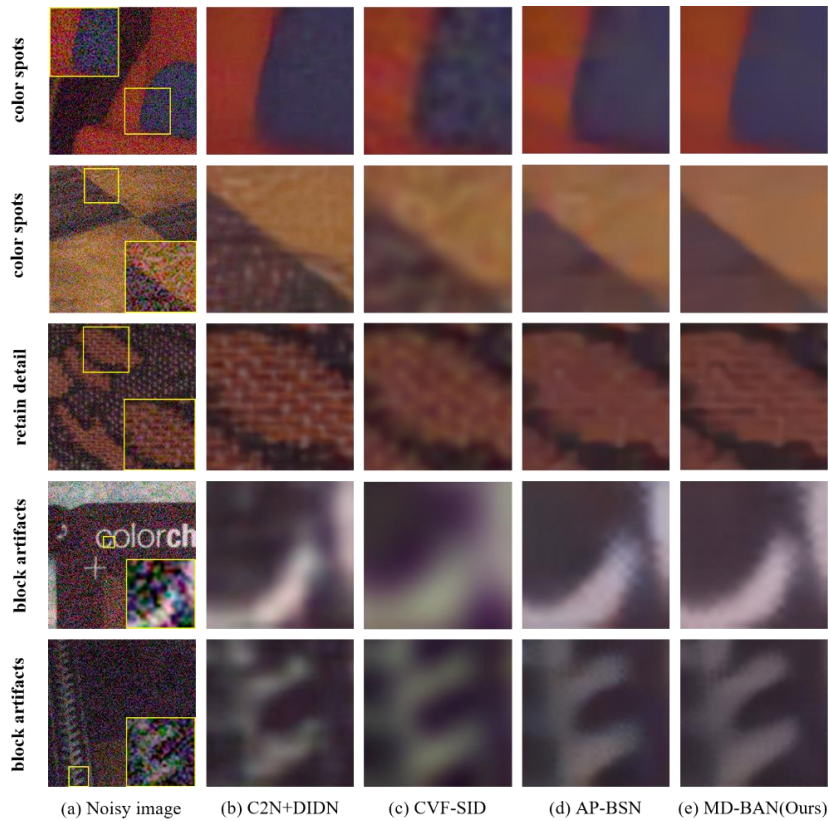 color spots
color spots
retain detail
block artifacts
colorch
block artifacts
(a) Noisy image (b) C2N+DIDN (c) CVF-SID (d) AP-BSN (e) MD-BAN(Ours)